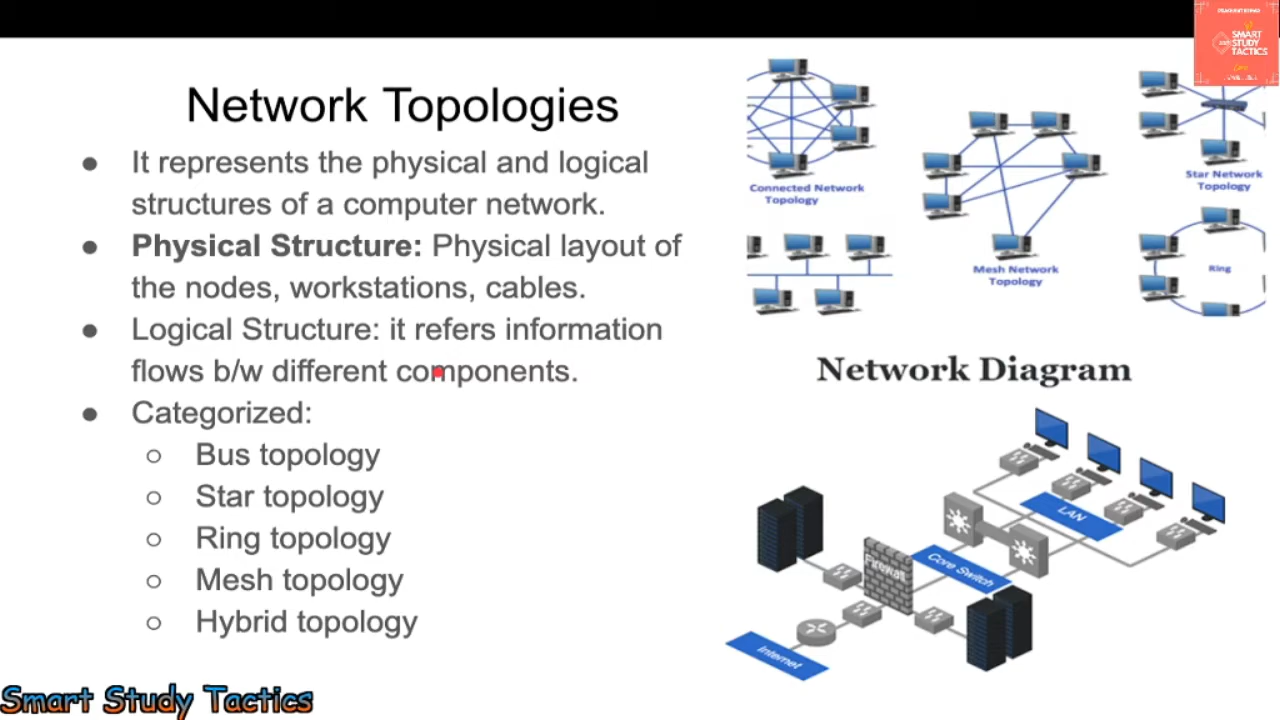 SMART
STUDY
TACTICS
Network Topologies
● It represents the physical and logical
structures of a computer network.
● Physical Structure: Physical layout of
the nodes, workstations, cables.
● Logical Structure: it refers information
flows b/w different components.
● Categorized:
○ Bus topology
○ Star topology
○ Ring topology
○ Mesh topology
○ Hybrid topology
Connected Network
Topology
Mesh Network
Topology
Star Network
Topology
Ring
Network Diagram
LAN
Core Switch
Firewall
Internet
Smart Study Tactics